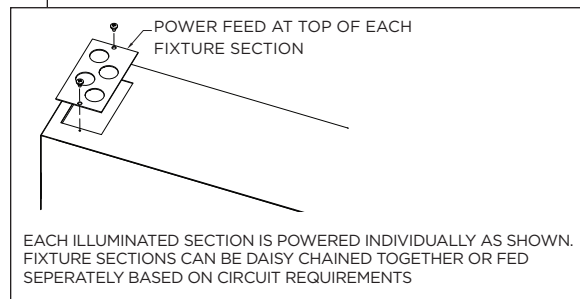 POWER FEED AT TOP OF EACH
FIXTURE SECTION
EACH ILLUMINATED SECTION IS POWERED INDIVIDUALLY AS SHOWN.
FIXTURE SECTIONS CAN BE DAISY CHAINED TOGETHER OR FED
SEPERATELY BASED ON CIRCUIT REQUIREMENTS